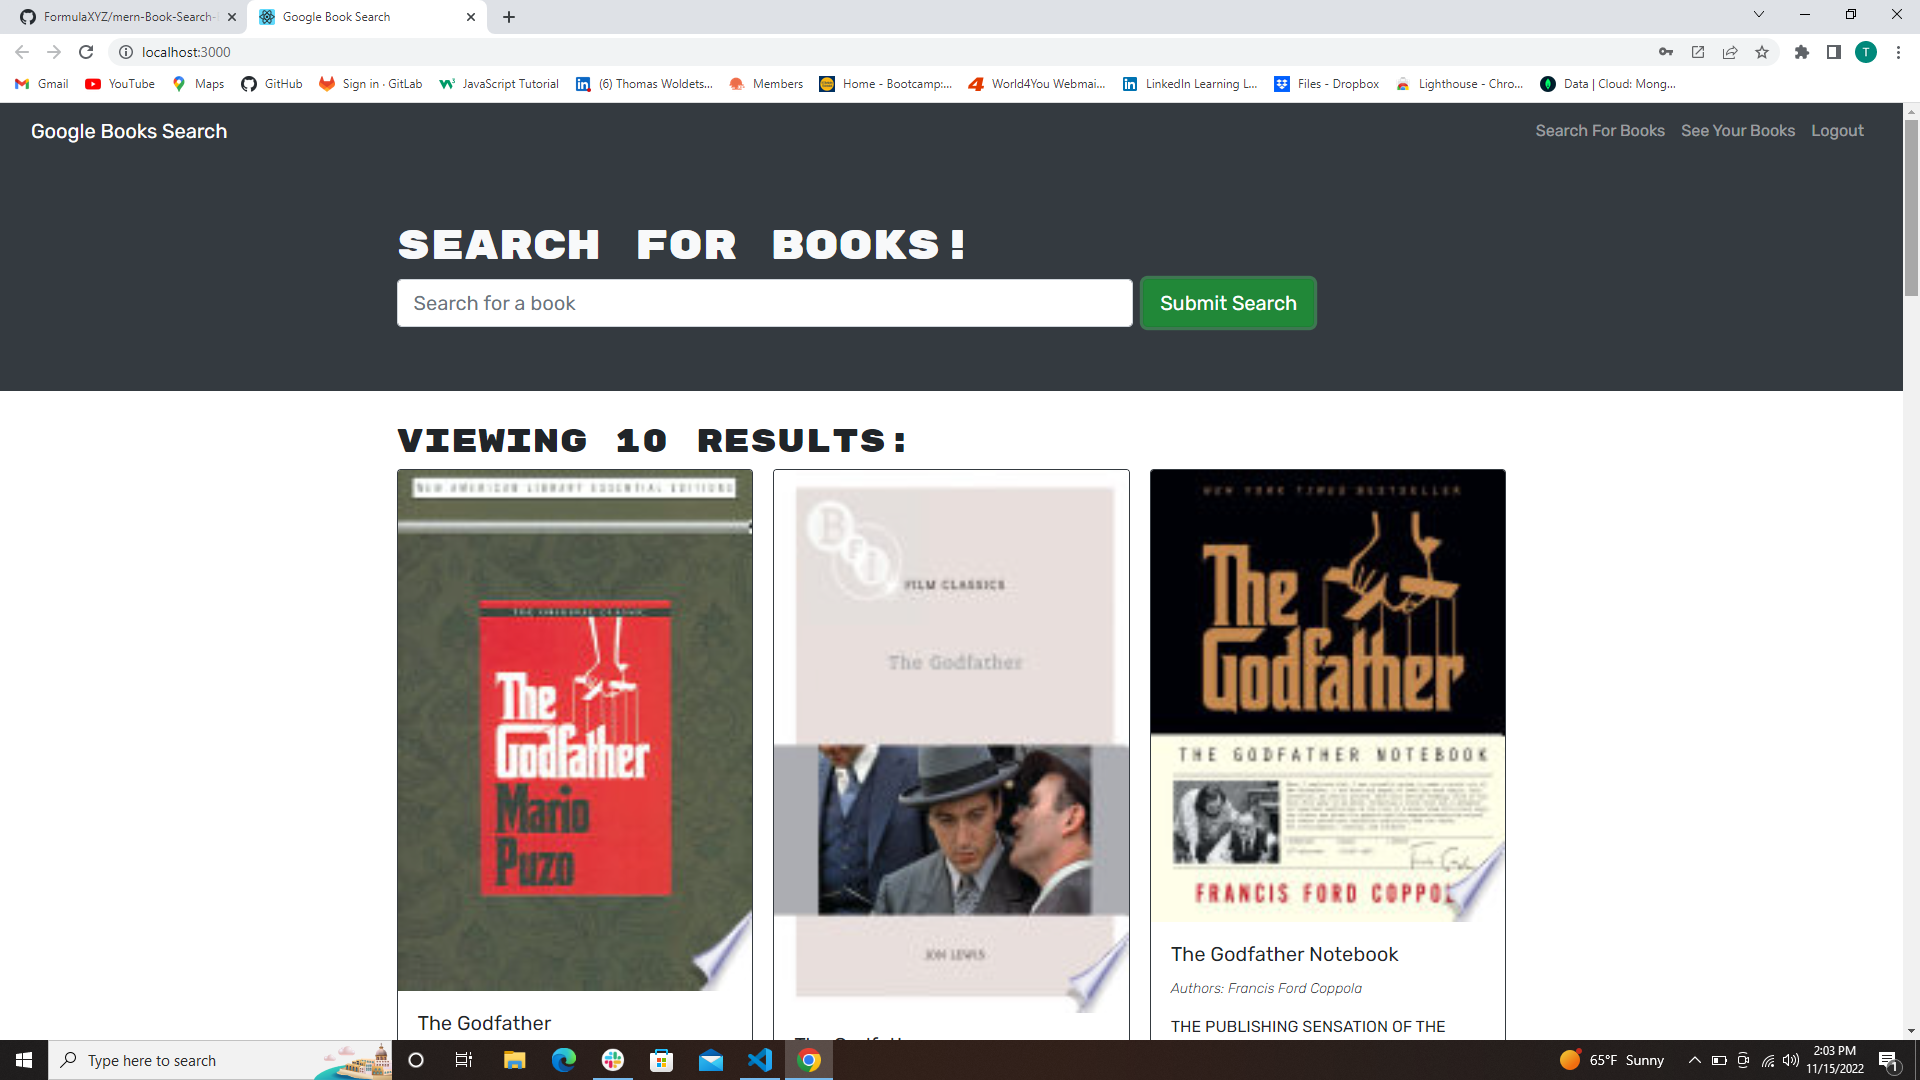 FormulaXYZ/mern-Book-Search-
Google Book Search
localhost:3000
Gmail
YouTube
Maps
GitHub
Sign in · GitLab
JavaScript Tutorial
(6) Thomas Woldets...
Members
Home - Bootcamp:...
World4You Webmai...
LinkedIn Learning L...
Files - Dropbox
Lighthouse - Chro...
Data | Cloud: Mong...
Google Books Search
Search For Books
See Your Books
Logout
SEARCH FOR BOOKS!
Search for a book
Submit Search
VIEWING 10 RESULTS:
NEW AMERICAN LIBRARY ESSENTIAL EDITIONS
The
Godfather
Mario
Puzo
The Godfather
BFI
FILM CLASSICS
The Godfather
JON LEWIS
The Godfather
NEW YORK TIMES BESTSELLER
The
Godfather
THE GODFATHER NOTEBOOK
FRANCIS FORD COPPOL
The Godfather Notebook
Authors: Francis Ford Coppola
THE PUBLISHING SENSATION OF THE
Type here to search
65°F Sunny
2:03 PM
11/15/2022
1
T